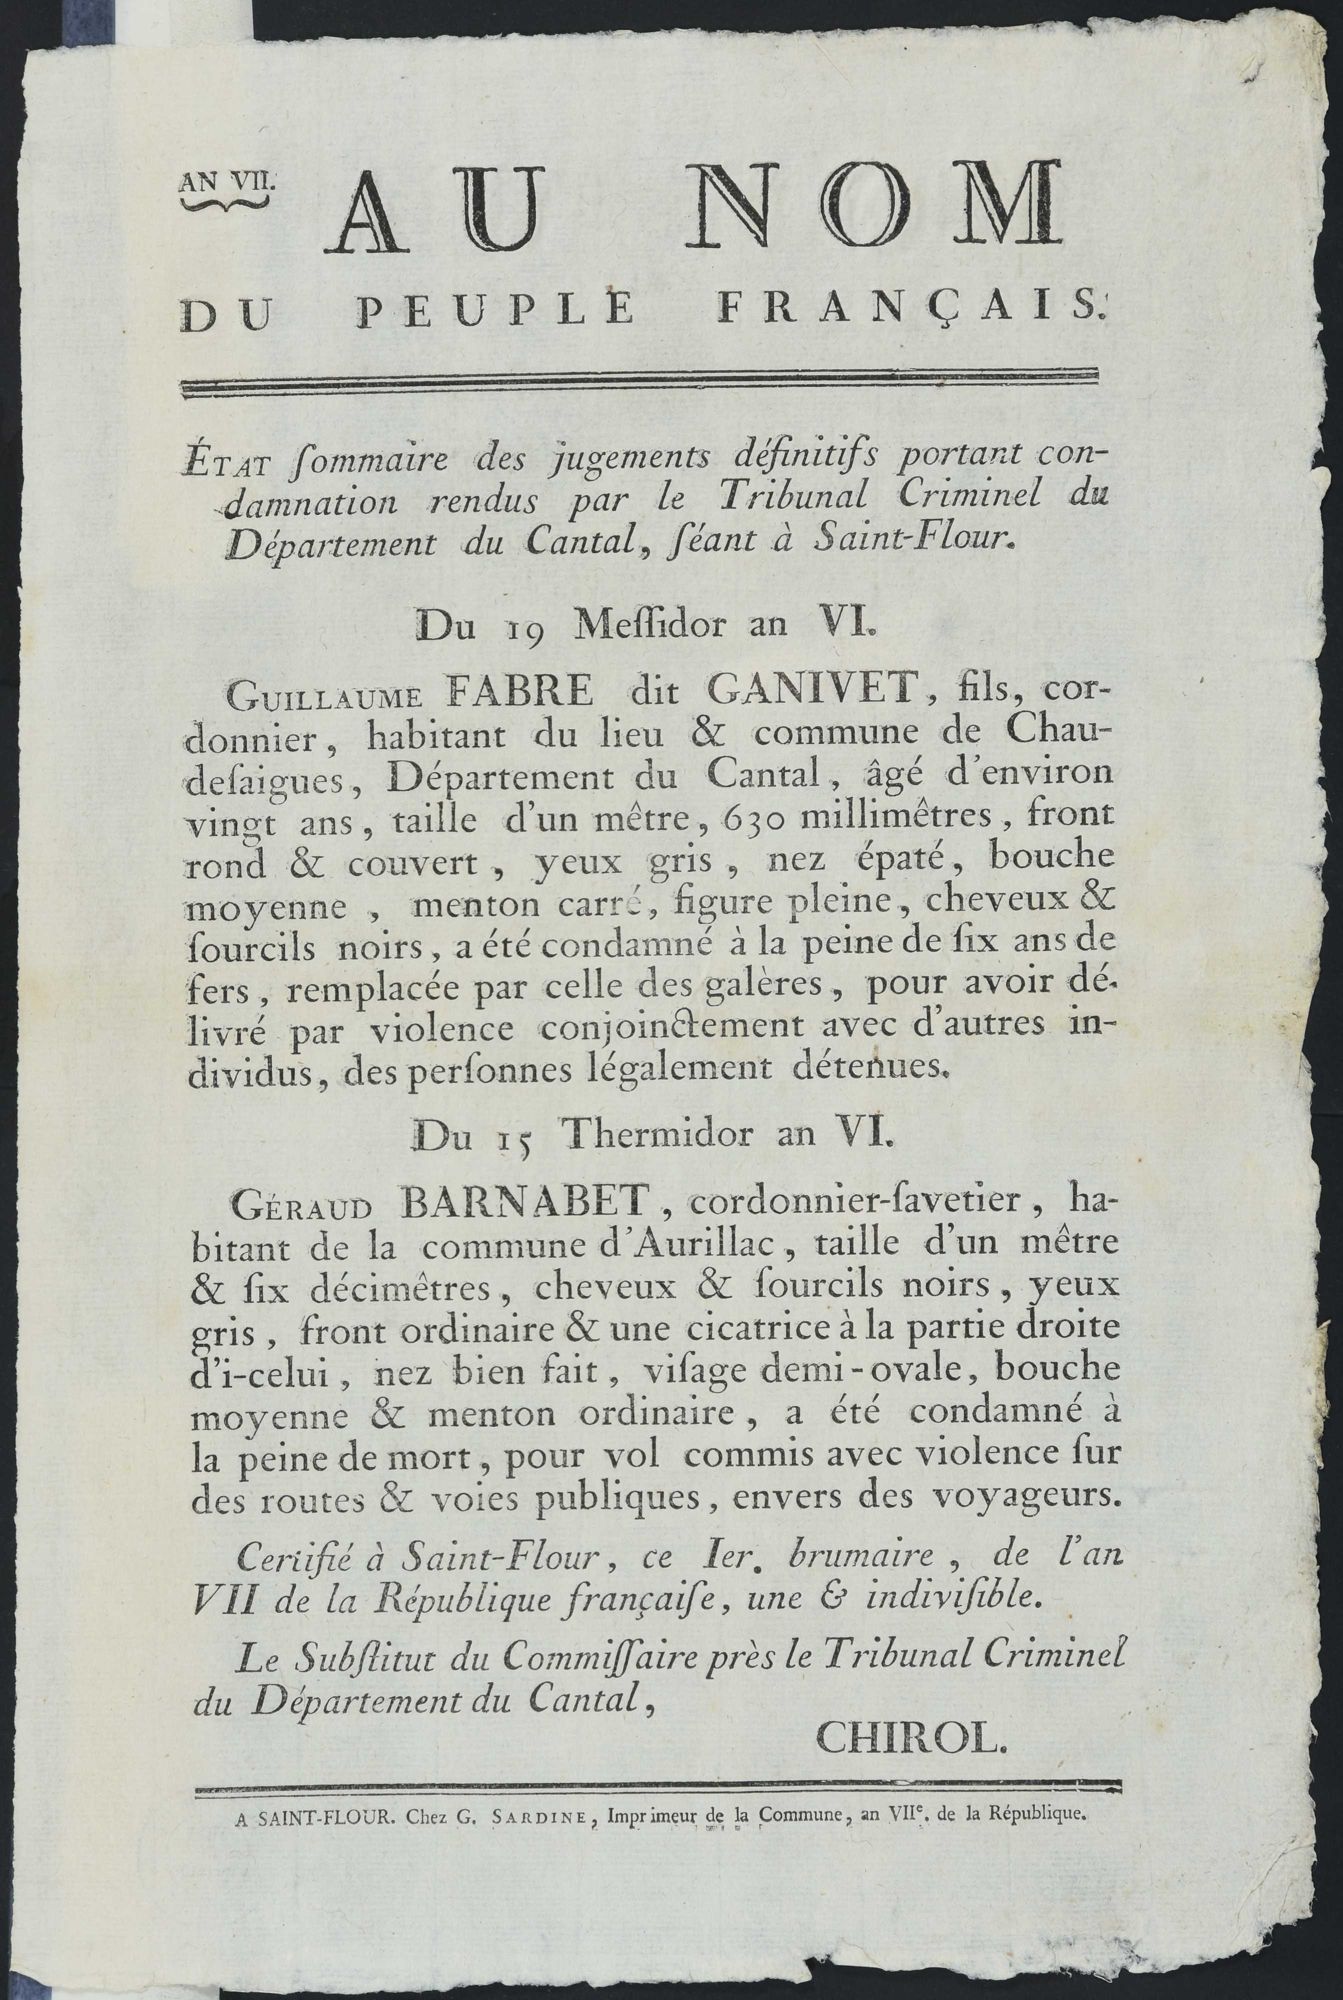 AN VII.
AU NOM
DU PEUPLE FRANÇAIS.
ÉTAT ſommaire des jugements définitifs portant con-
damnation rendus par le Tribunal Criminel du
Département du Cantal, ſéant à Saint-Flour.
Du 19 Meſſidor an VI.
GUILLAUME FABRE dit GANIVET, fils, cor-
donnier, habitant du lieu & commune de Chau-
deſaigues, Département du Cantal, âgé d'environ
vingt ans, taille d'un mêtre, 630 millimêtres, front
rond & couvert, yeux gris, nez épaté, bouche
moyenne, menton carré, figure pleine, cheveux &
ſourcils noirs, a été condamné à la peine de ſix ans de
fers, remplacée par celle des galères, pour avoir dé-
livré par violence conjoinctement avec d'autres in-
dividus, des perſonnes légalement détenues.
Du 15 Thermidor an VI.
GÉRAUD BARNABET, cordonnier-ſavetier, ha-
bitant de la commune d'Aurillac, taille d'un mêtre
& ſix décimêtres, cheveux & ſourcils noirs, yeux
gris, front ordinaire & une cicatrice à la partie droite
d'i-celui, nez bien fait, viſage demi-ovale, bouche
moyenne & menton ordinaire, a été condamné à
la peine de mort, pour vol commis avec violence ſur
des routes & voies publiques, envers des voyageurs.
Certifié à Saint-Flour, ce Ier. brumaire, de l'an
VII de la République françaiſe, une & indiviſible.
Le Subſtitut du Commiſſaire près le Tribunal Criminel
du Département du Cantal,
CHIROL.
A SAINT-FLOUR. Chez G. SARDINE, Imprimeur de la Commune, an VIIe. de la République.